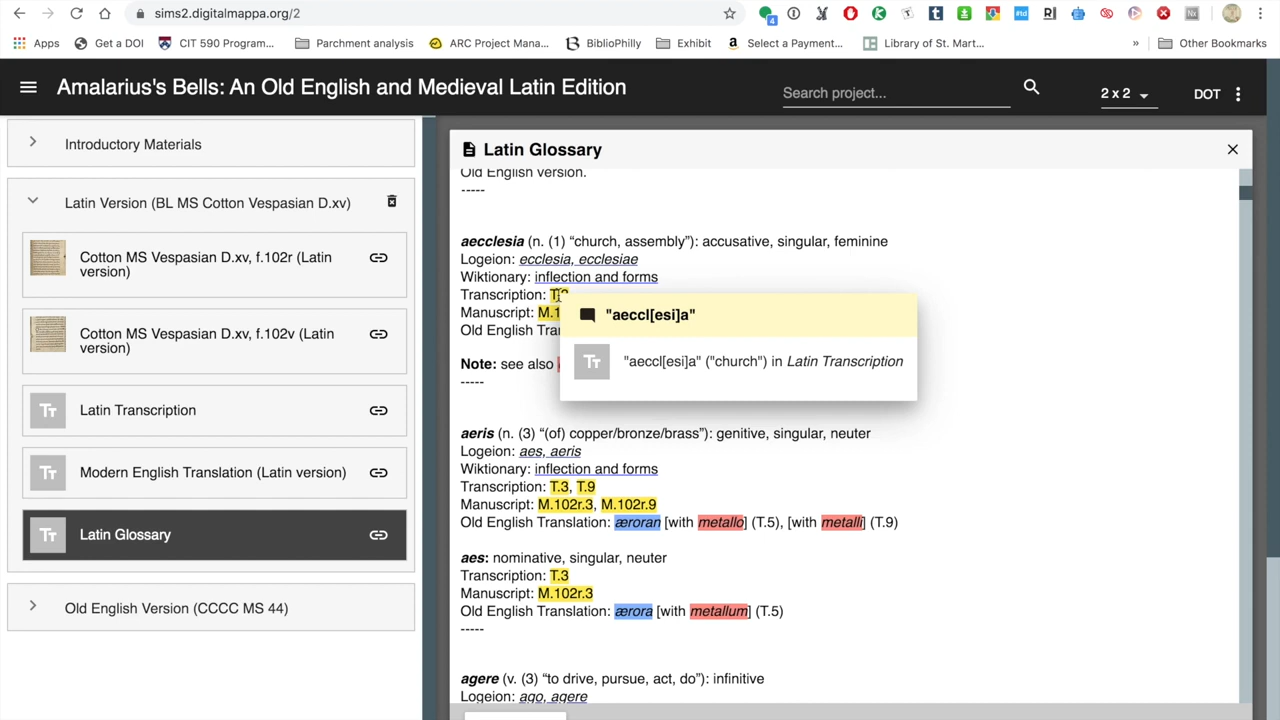 sims2.digitalmappa.org/2
Apps
Get a DOI
CIT 590 Program...
Parchment analysis
ARC Project Mana...
BiblioPhilly
Exhibit
Select a Payment...
Library of St. Mart...
»
Other Bookmarks
Amalarius's Bells: An Old English and Medieval Latin Edition
Search project...
2 x 2
DOT
Introductory Materials
Latin Version (BL MS Cotton Vespasian D.xv)
Cotton MS Vespasian D.xv, f.102r (Latin
version)
Cotton MS Vespasian D.xv, f.102v (Latin
version)
Latin Transcription
Modern English Translation (Latin version)
Latin Glossary
Old English Version (CCCC MS 44)
Latin Glossary
Old English version.
-----
aecclesia (n. (1) “church, assembly”): accusative, singular, feminine
Logeion: ecclesia, ecclesiae
Wiktionary: inflection and forms
Transcription:
Manuscript: M.1
Old English Tra
Note: see also
-----
"aeccl[esi]a"
"aeccl[esi]a" ("church") in Latin Transcription
aeris (n. (3) “(of) copper/bronze/brass”): genitive, singular, neuter
Logeion: aes, aeris
Wiktionary: inflection and forms
Transcription: T.3, T.9
Manuscript: M.102r.3, M.102r.9
Old English Translation: æroran [with metallo] (T.5), [with metalli] (T.9)
aes: nominative, singular, neuter
Transcription: T.3
Manuscript: M.102r.3
Old English Translation: ærora [with metallum] (T.5)
-----
agere (v. (3) “to drive, pursue, act, do”): infinitive
Logeion: ago, agere